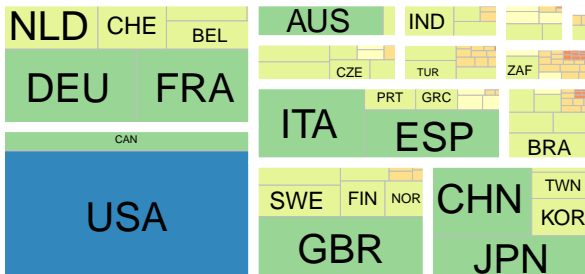 NLD CHE BEL
DEU FRA
CAN
USA
AUS
IND
CZE
TUR
ZAF
ITA PRT GRC
ESP
BRA
SWE FIN NOR
GBR
CHN TWN
KOR
JPN